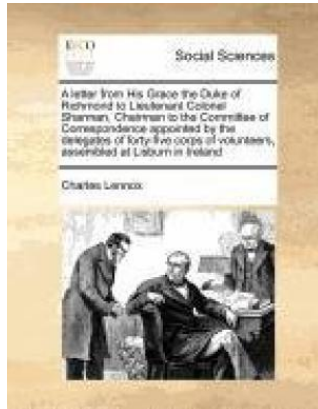 ECCO
Social Sciences
A letter from His Grace the Duke of
Richmond to Lieutenant Colonel
Sharman, Chairman to the Committee of
Correspondence appointed by the
delegates of forty-five corps of volunteers,
assembled at Lisburn in Ireland
Charles Lennox